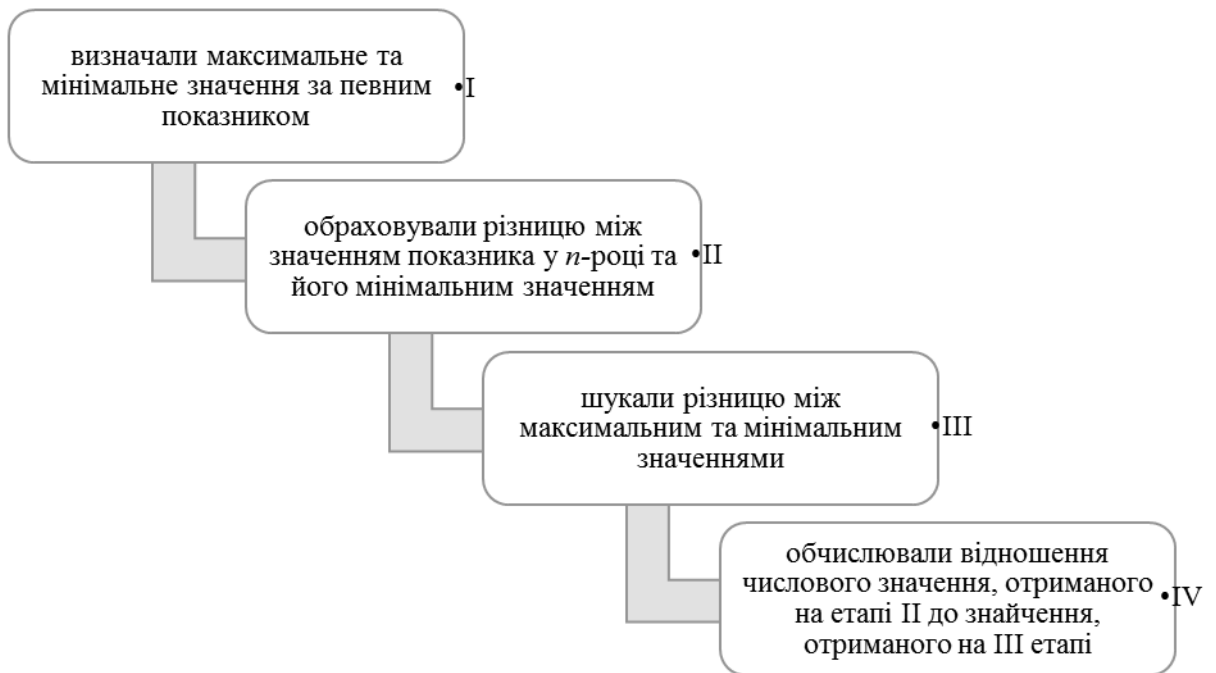 визначали максимальне та
мінімальне значення за певним
показником
•I
обраховували різницю між
значенням показника у n-році та
його мінімальним значенням
•II
шукали різницю між
максимальним та мінімальним
значеннями
•III
обчислювали відношення
числового значення, отриманого
на етапі II до знайчення,
отриманого на III етапі
•IV